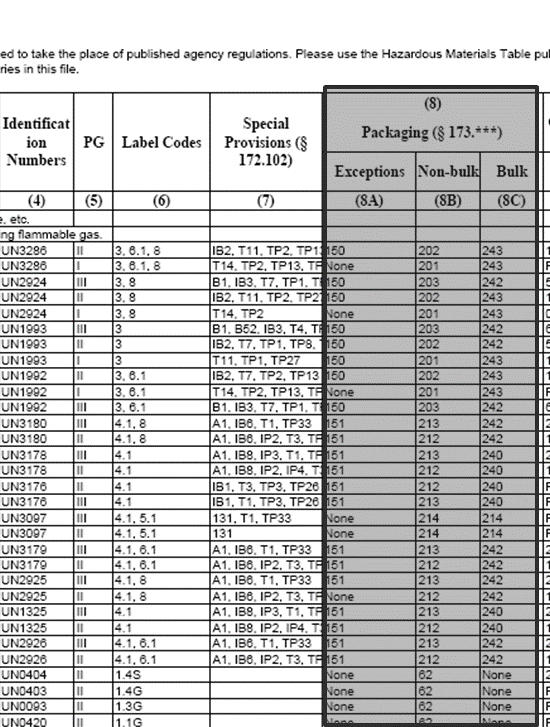 ed to take the place of published agency regulations. Please use the Hazardous Materials Table pu
ries in this file.
(8)
Identificat ion Numbers PG Label Codes Special Provisions (§ 172.102) Packaging (§ 173.***)
Exceptions Non-bulk Bulk
(4) (5) (6) (7) (8A) (8B) (8C)
e, etc.
ing flammable gas.
UN3286 II 3, 6.1, 8 IB2, T11, TP2, TP1 150 202 243
UN3286 I 3, 6.1, 8 T14, TP2, TP13, TP None 201 243
UN2924 III 3, 8 B1, IB3, T7, TP1, T 150 203 242
UN2924 II 3, 8 IB2, T11, TP2, TP2 150 202 243
UN2924 I 3, 8 T14, TP2 None 201 243
UN1993 III 3 B1, B52, IB3, T4, T 150 203 242
UN1993 II 3 IB2, T7, TP1, TP8, 150 202 242
UN1993 I 3 T11, TP1, TP27 150 201 243
UN1992 II 3, 6.1 IB2, T7, TP2, TP13 150 202 243
UN1992 I 3, 6.1 T14, TP2, TP13, TP None 201 243
UN1992 III 3, 6.1 B1, IB3, T7, TP1, T 150 203 242
UN3180 III 4.1, 8 A1, IB6, T1, TP33 151 213 242
UN3180 II 4.1, 8 A1, IB6, IP2, T3, TP 151 212 242
UN3178 III 4.1 A1, IB8, IP3, T1, TP 151 213 240
UN3178 II 4.1 A1, IB8, IP2, IP4, T 151 212 240
UN3176 II 4.1 IB1, T3, TP3, TP26 151 212 240
UN3176 III 4.1 IB1, T1, TP3, TP26 151 213 240
UN3097 III 4.1, 5.1 131, T1, TP33 None 214 214
UN3097 II 4.1, 5.1 131 None 214 214
UN3179 III 4.1, 6.1 A1, IB6, T1, TP33 151 213 242
UN3179 II 4.1, 6.1 A1, IB6, IP2, T3, TP 151 212 242
UN2925 III 4.1, 8 A1, IB6, T1, TP33 151 213 242
UN2925 II 4.1, 8 A1, IB6, IP2, T3, TP None 212 242
UN1325 III 4.1 A1, IB8, IP3, T1, TP 151 213 240
UN1325 II 4.1 A1, IB8, IP2, IP4, T 151 212 240
UN2926 III 4.1, 6.1 A1, IB6, T1, TP33 151 213 242
UN2926 II 4.1, 6.1 A1, IB6, IP2, T3, TP 151 212 242
UN0404 II 1.4S None 62 None
UN0403 II 1.4G None 62 None
UN0093 II 1.3G None 62 None
UN0420 II 1.1G None 62 None